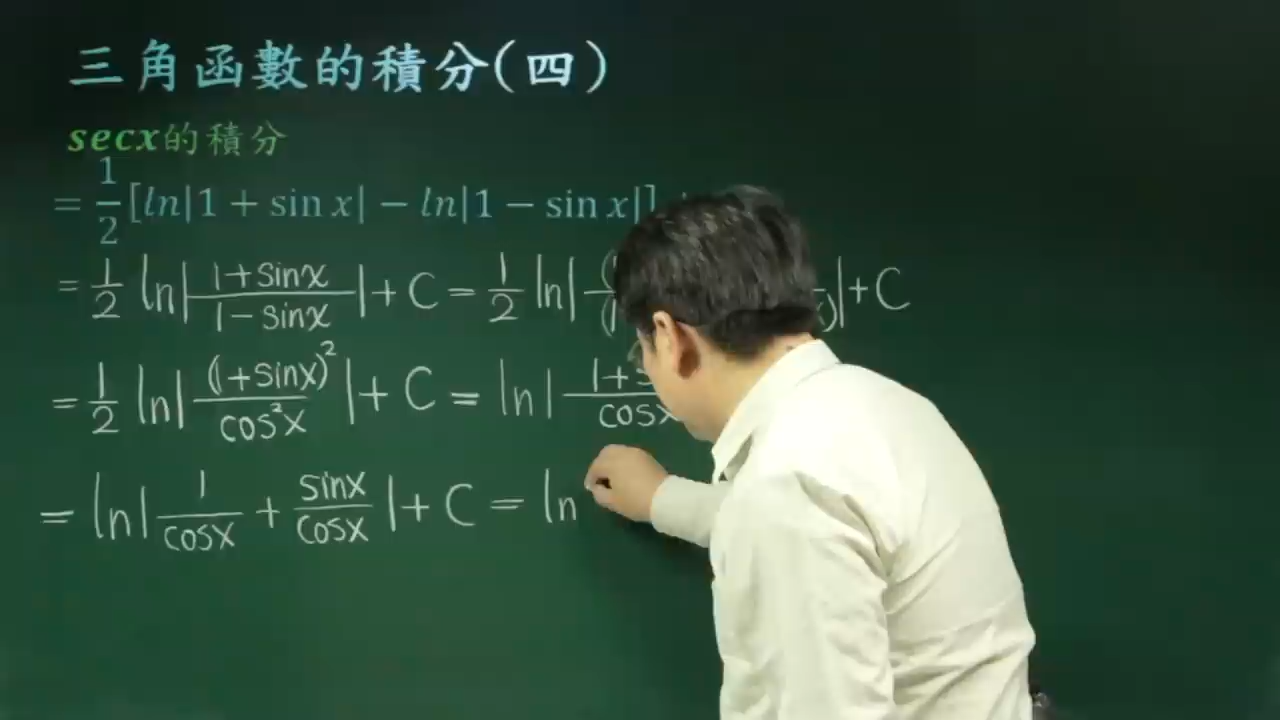 三角函數的積分(四)
secx的積分
= 1/2 [ln|1 + sin x| − ln|1 − sin x|]
= 1/2 ln| (1+sinx)/(1−sinx) | + C = 1/2 ln| |+C
= 1/2 ln| (1+sinx)²/cos²x | + C = ln| 1+ /cosx
= ln| 1/cosx + sinx/cosx | + C = ln